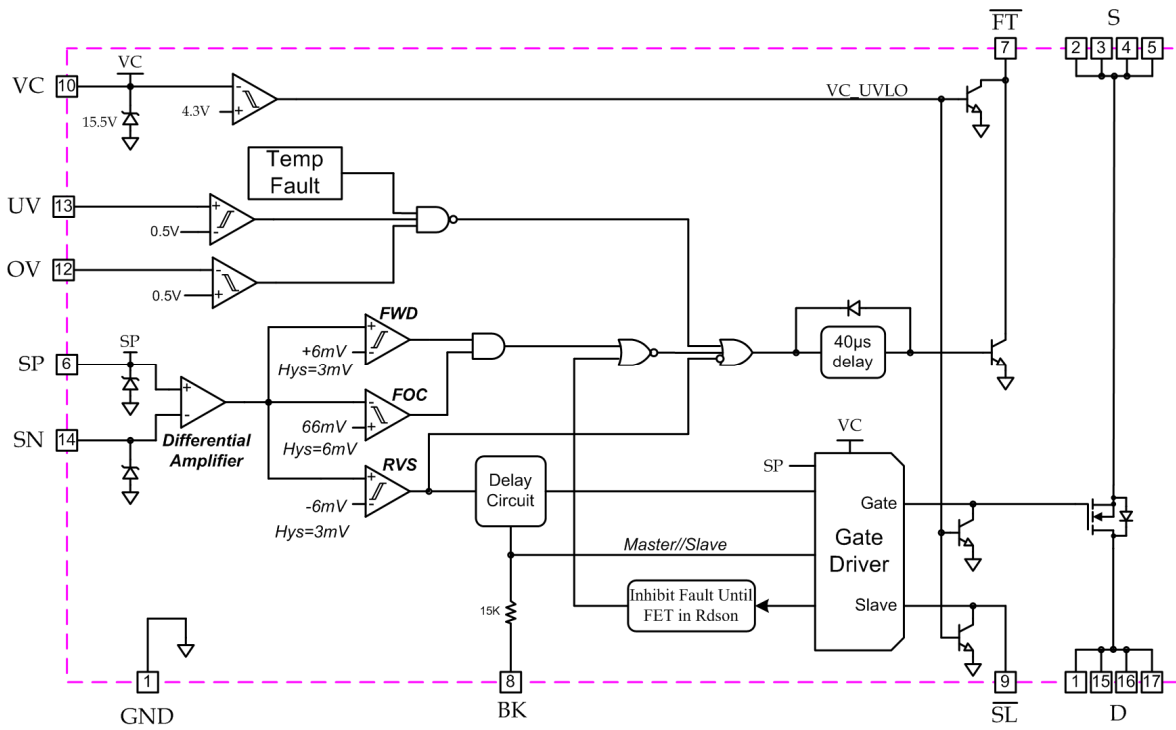 FT
S
7
2 3 4 5
VC
10
VC
15.5V
4.3V
VC_UVLO
Temp
Fault
UV
13
0.5V
OV
12
0.5V
FWD
+6mV
Hys=3mV
40µs
delay
SP
SP
6
FOC
66mV
Hys=6mV
SN
14
Differential
Amplifier
RVS
-6mV
Hys=3mV
Delay
Circuit
VC
SP
Gate
Gate
Driver
Slave
Master//Slave
Inhibit Fault Until
FET in Rdson
15K
1
GND
8
BK
9
SL
1 15 16 17
D
+
-